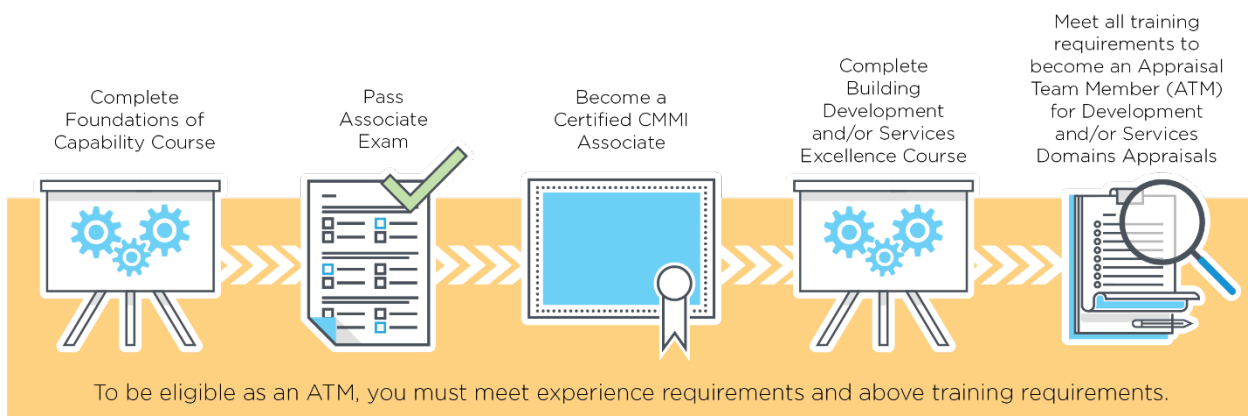 Complete
Foundations of
Capability Course
Pass
Associate
Exam
Become a
Certified CMMI
Associate
Complete
Building
Development
and/or Services
Excellence Course
Meet all training
requirements to
become an Appraisal
Team Member (ATM)
for Development
and/or Services
Domains Appraisals
To be eligible as an ATM, you must meet experience requirements and above training requirements.